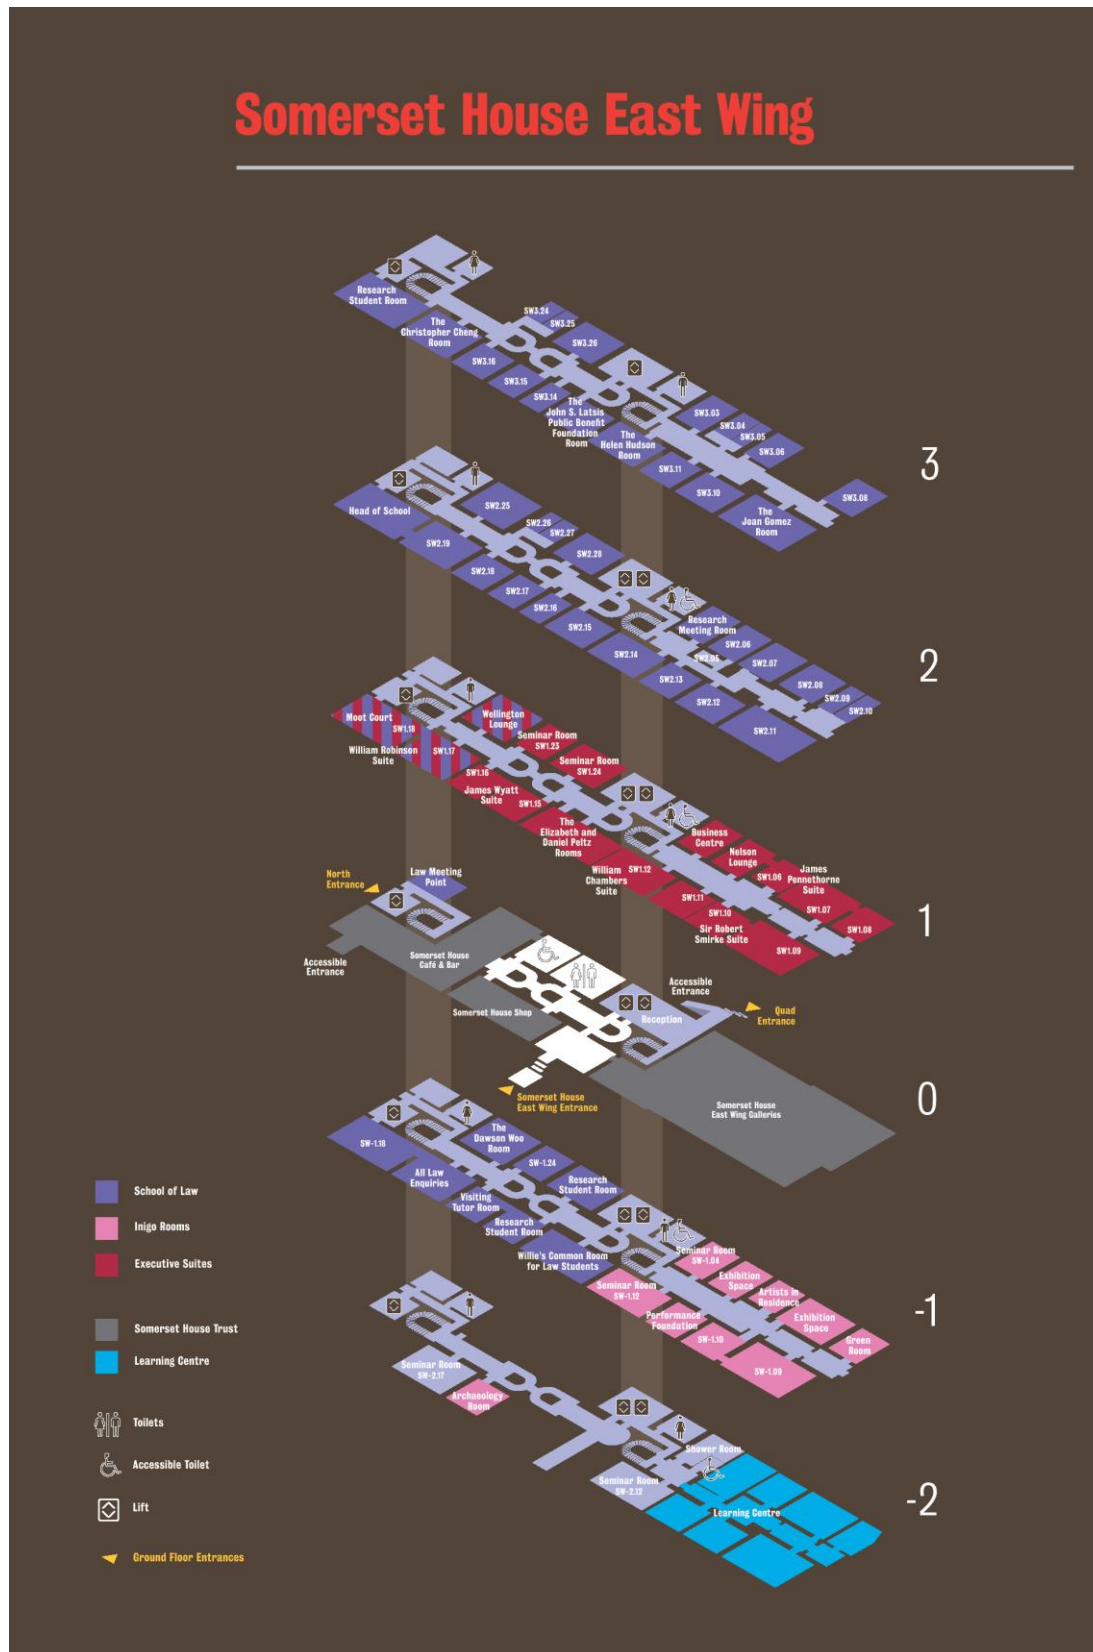 Somerset House East Wing
Research
Student Room
The
Christopher Cheng
Room
SW3.16
SW3.15
SW3.14
The
John S. Latsis
Public Benefit
Foundation
Room
The
Helen Hudson
Room
SW3.11
SW3.10
The
Joan Gomez
Room
SW3.24
SW3.25
SW3.26
SW3.03
SW3.04
SW3.05
SW3.06
SW3.08
3
Head of School
SW2.19
SW2.18
SW2.17
SW2.16
SW2.15
SW2.14
SW2.13
SW2.12
SW2.11
SW2.25
SW2.26
SW2.27
SW2.28
Research
Meeting Room
SW2.05
SW2.06
SW2.07
SW2.08
SW2.09
SW2.10
2
Moot Court
SW1.18
William Robinson
Suite
SW1.17
SW1.16
James Wyatt
Suite
SW1.15
The
Elizabeth and
Daniel Peltz
Rooms
William
Chambers
Suite
SW1.12
SW1.11
SW1.10
Sir Robert
Smirke Suite
SW1.09
Wellington
Lounge
Seminar Room
SW1.23
Seminar Room
SW1.24
Business
Centre
Nelson
Lounge
SW1.06
James
Pennethorne
Suite
SW1.07
SW1.08
1
North
Entrance
Law Meeting
Point
Accessible
Entrance
Somerset House
Café & Bar
Somerset House Shop
Reception
Accessible
Entrance
Quad
Entrance
Somerset House
East Wing Entrance
Somerset House
East Wing Galleries
0
SW-1.18
All Law
Enquiries
Visiting
Tutor Room
Research
Student Room
Willie's Common Room
for Law Students
Seminar Room
SW-1.12
Performance
Foundation
SW-1.10
SW-1.09
The
Dawson Woo
Room
SW-1.24
Research
Student Room
Seminar Room
SW-1.04
Exhibition
Space
Artists in
Residence
Exhibition
Space
Green
Room
-1
Seminar Room
SW-2.17
Archaeology
Room
Shower Room
Seminar Room
SW-2.12
Learning Centre
-2
School of Law
Inigo Rooms
Executive Suites
Somerset House Trust
Learning Centre
Toilets
Accessible Toilet
Lift
Ground Floor Entrances